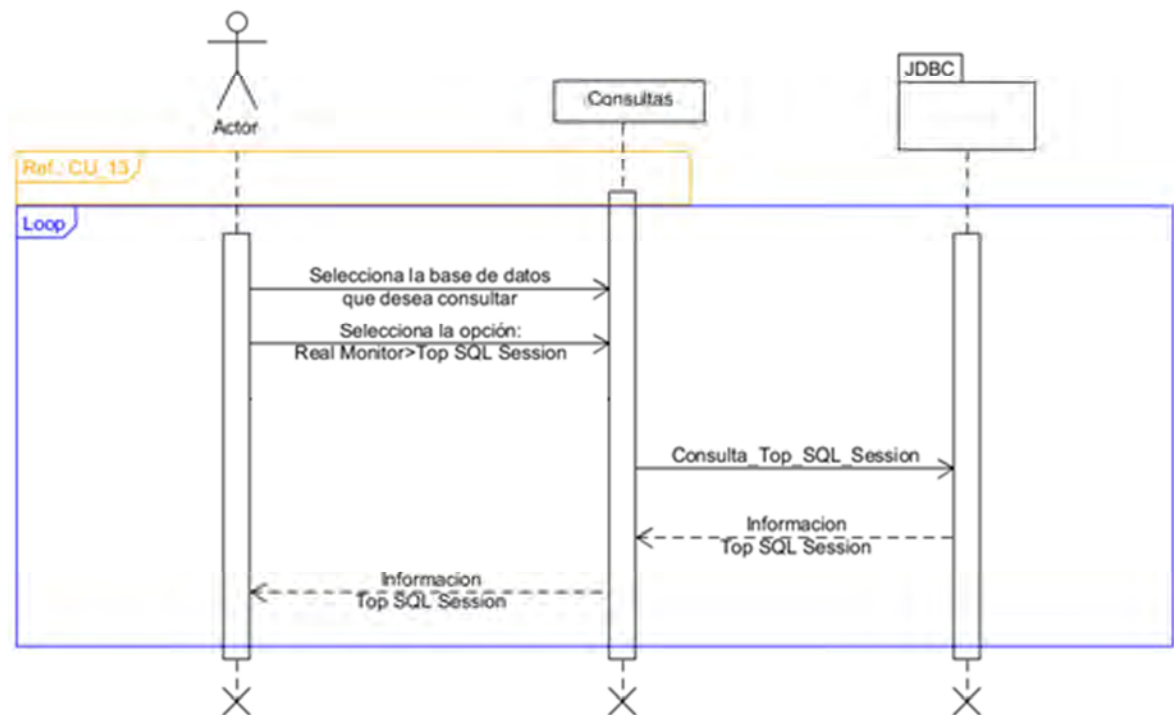 JDBC
Consultas
Actor
Ref.: CU_13
Loop
Selecciona la base de datos
que desea consultar
Selecciona la opción:
Real Monitor>Top SQL Session
Consulta_Top_SQL_Session
Informacion
Top SQL Session
Informacion
Top SQL Session